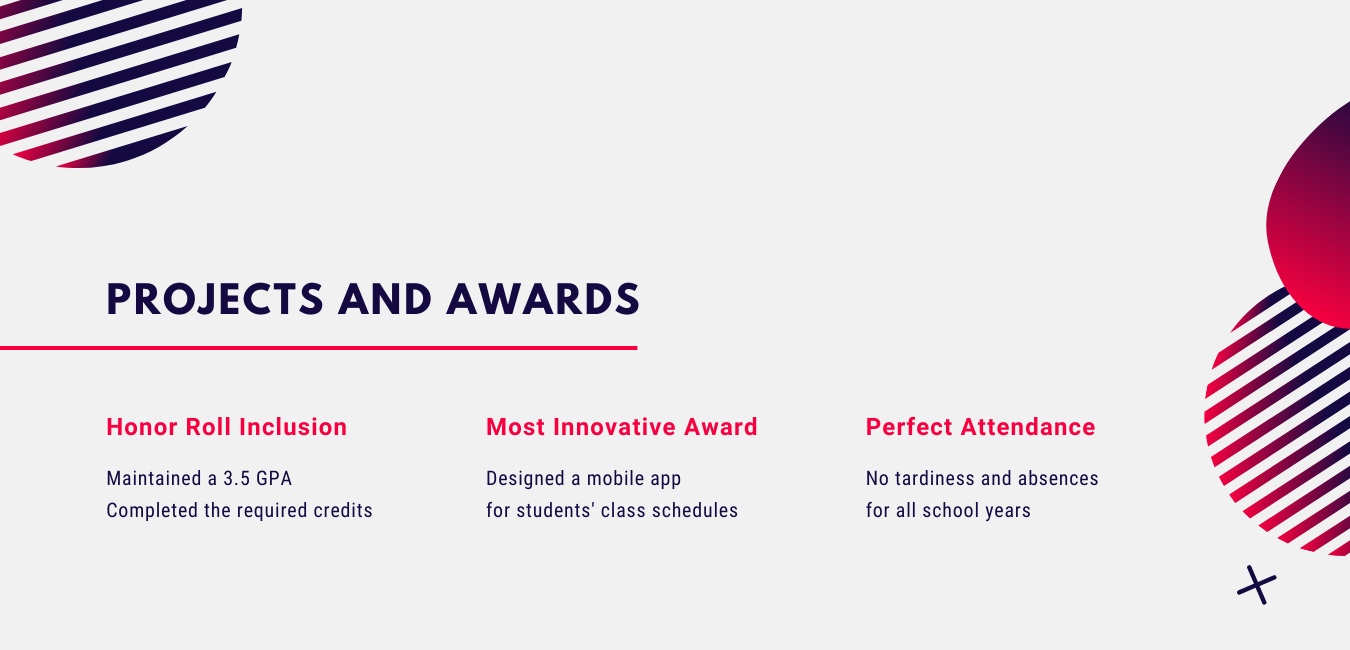 PROJECTS AND AWARDS
Honor Roll Inclusion
Maintained a 3.5 GPA
Completed the required credits
Most Innovative Award
Designed a mobile app
for students' class schedules
Perfect Attendance
No tardiness and absences
for all school years